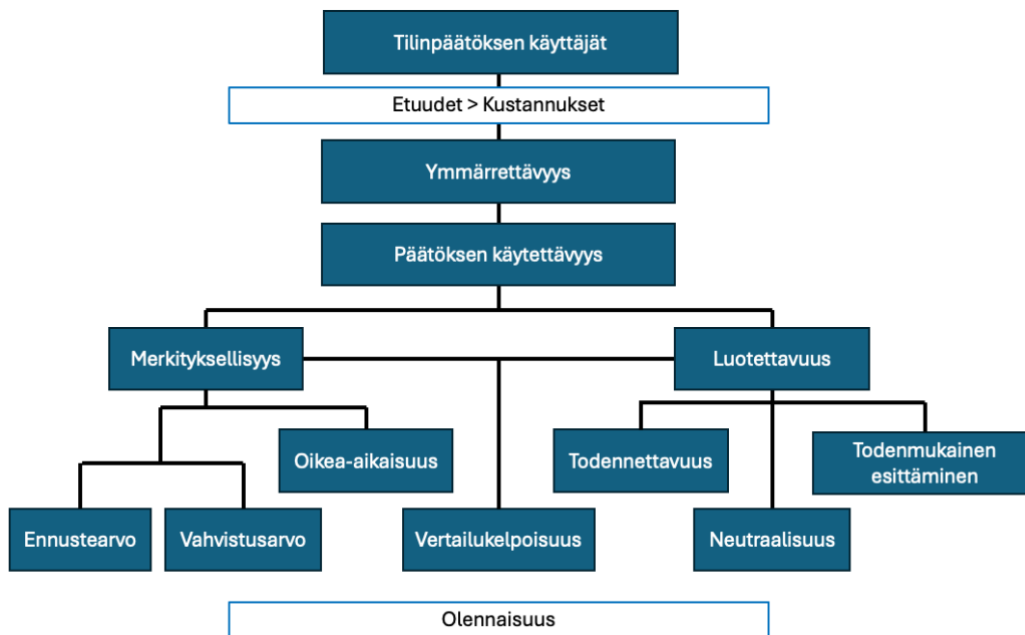 Tilinpäätöksen käyttäjät
Etuudet > Kustannukset
Ymmärrettävyys
Päätöksen käytettävyys
Merkityksellisyys
Luotettavuus
Oikea-aikaisuus
Todennettavuus
Todenmukainen
esittäminen
Ennustearvo
Vahvistusarvo
Vertailukelpoisuus
Neutraalisuus
Olennaisuus